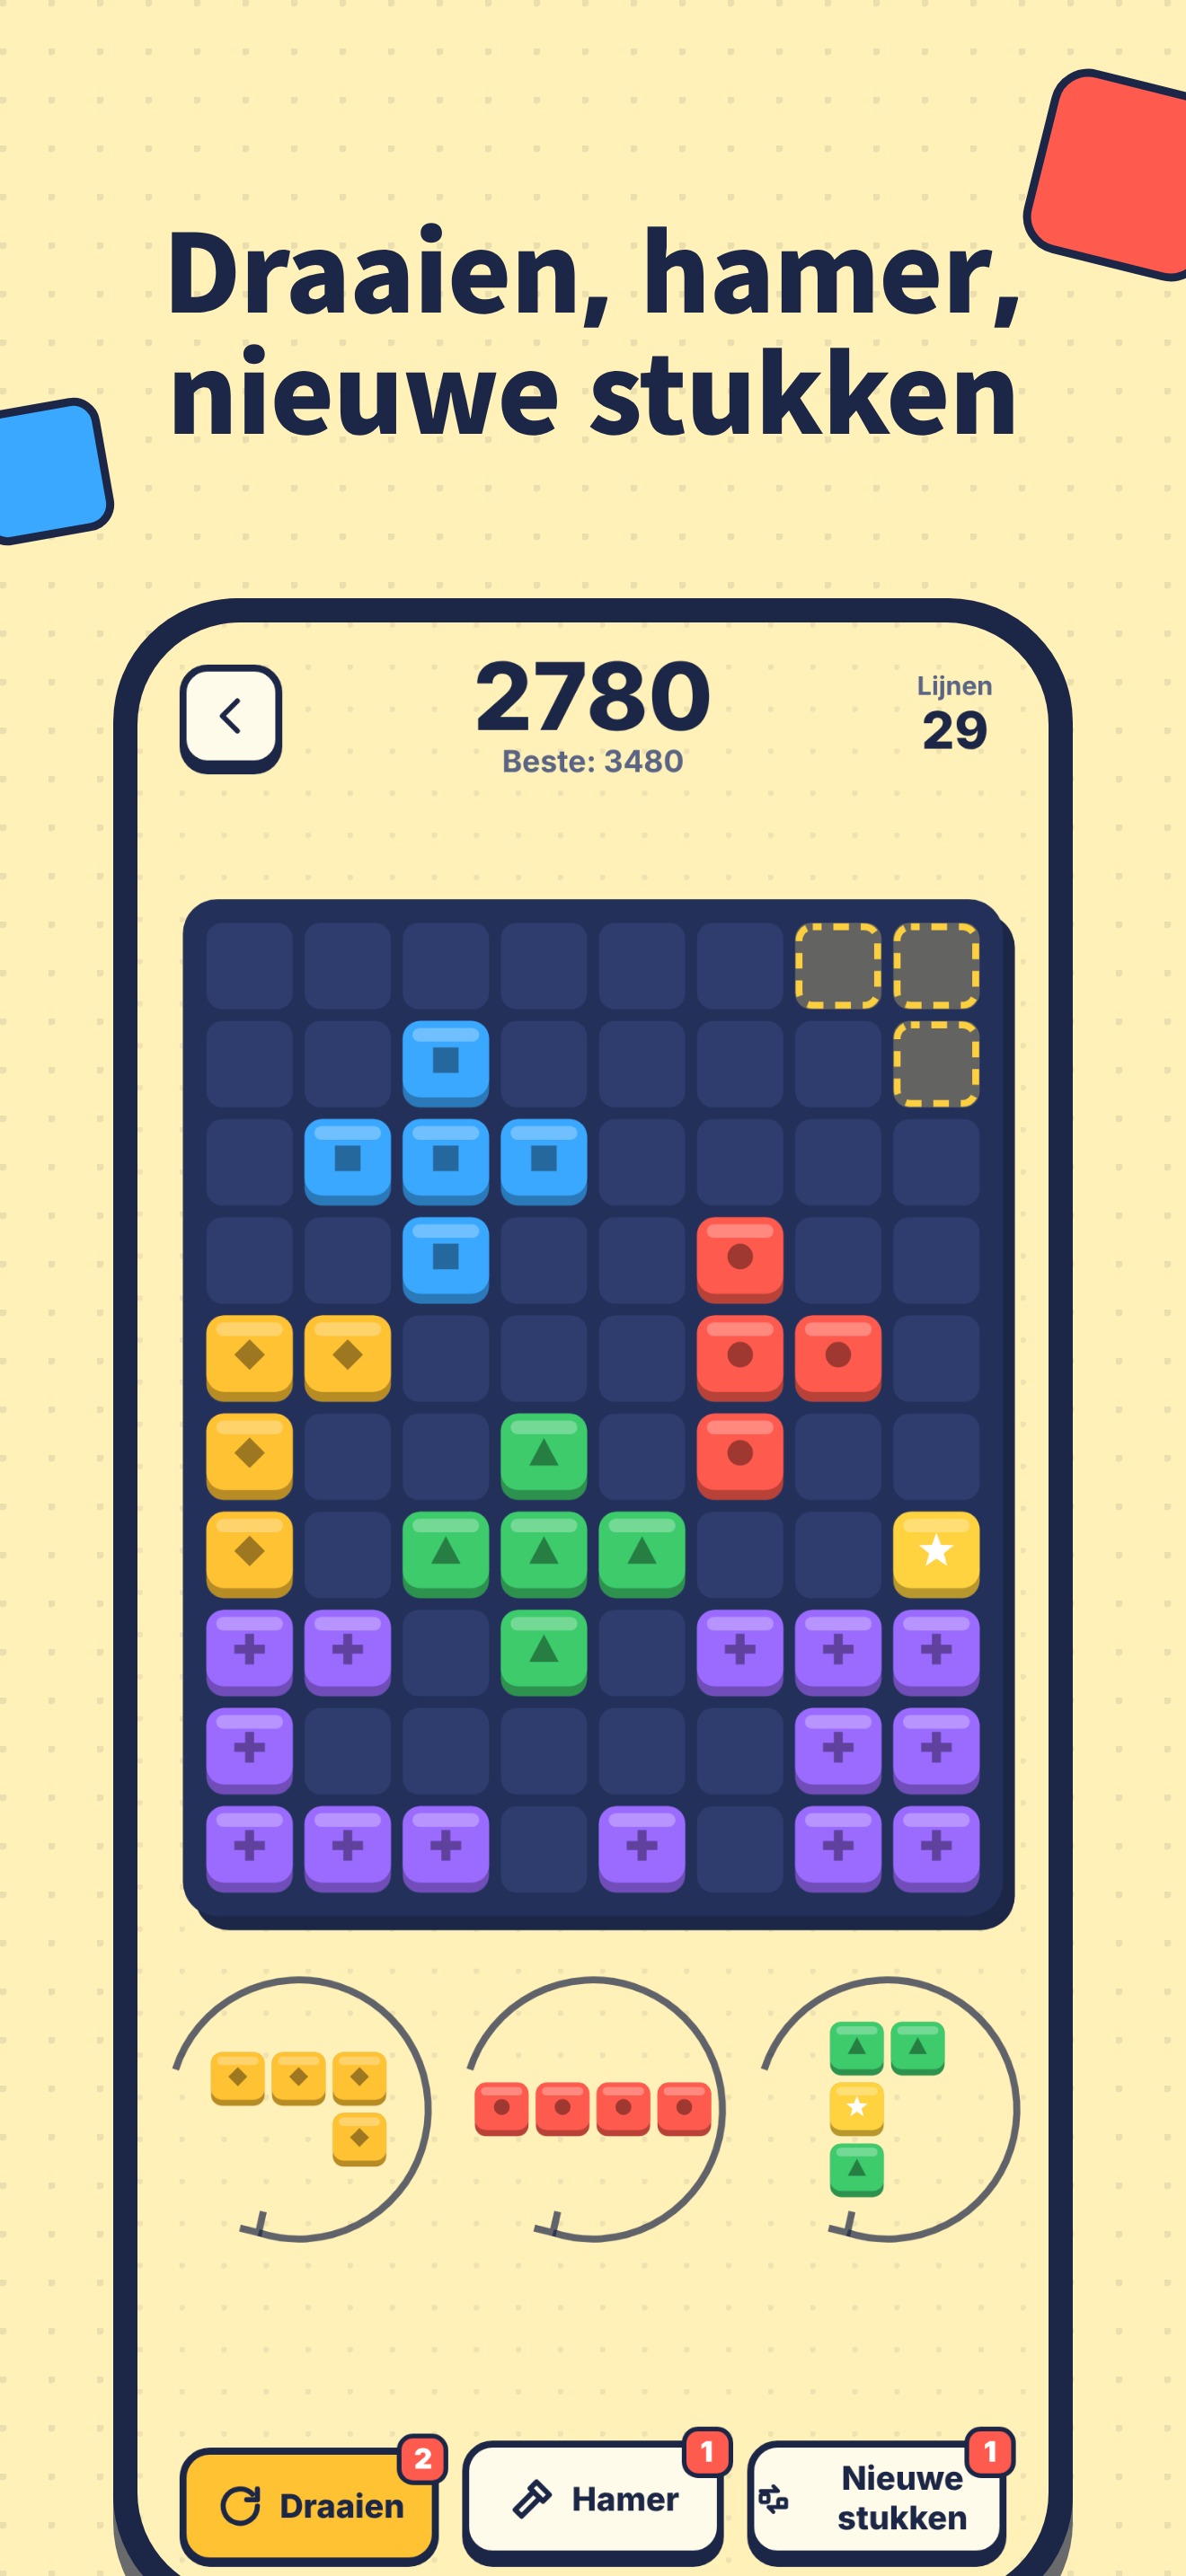 Draaien, hamer,
nieuwe stukken
2780
Beste: 3480
Lijnen
29
2
Draaien
1
Hamer
1
Nieuwe
stukken